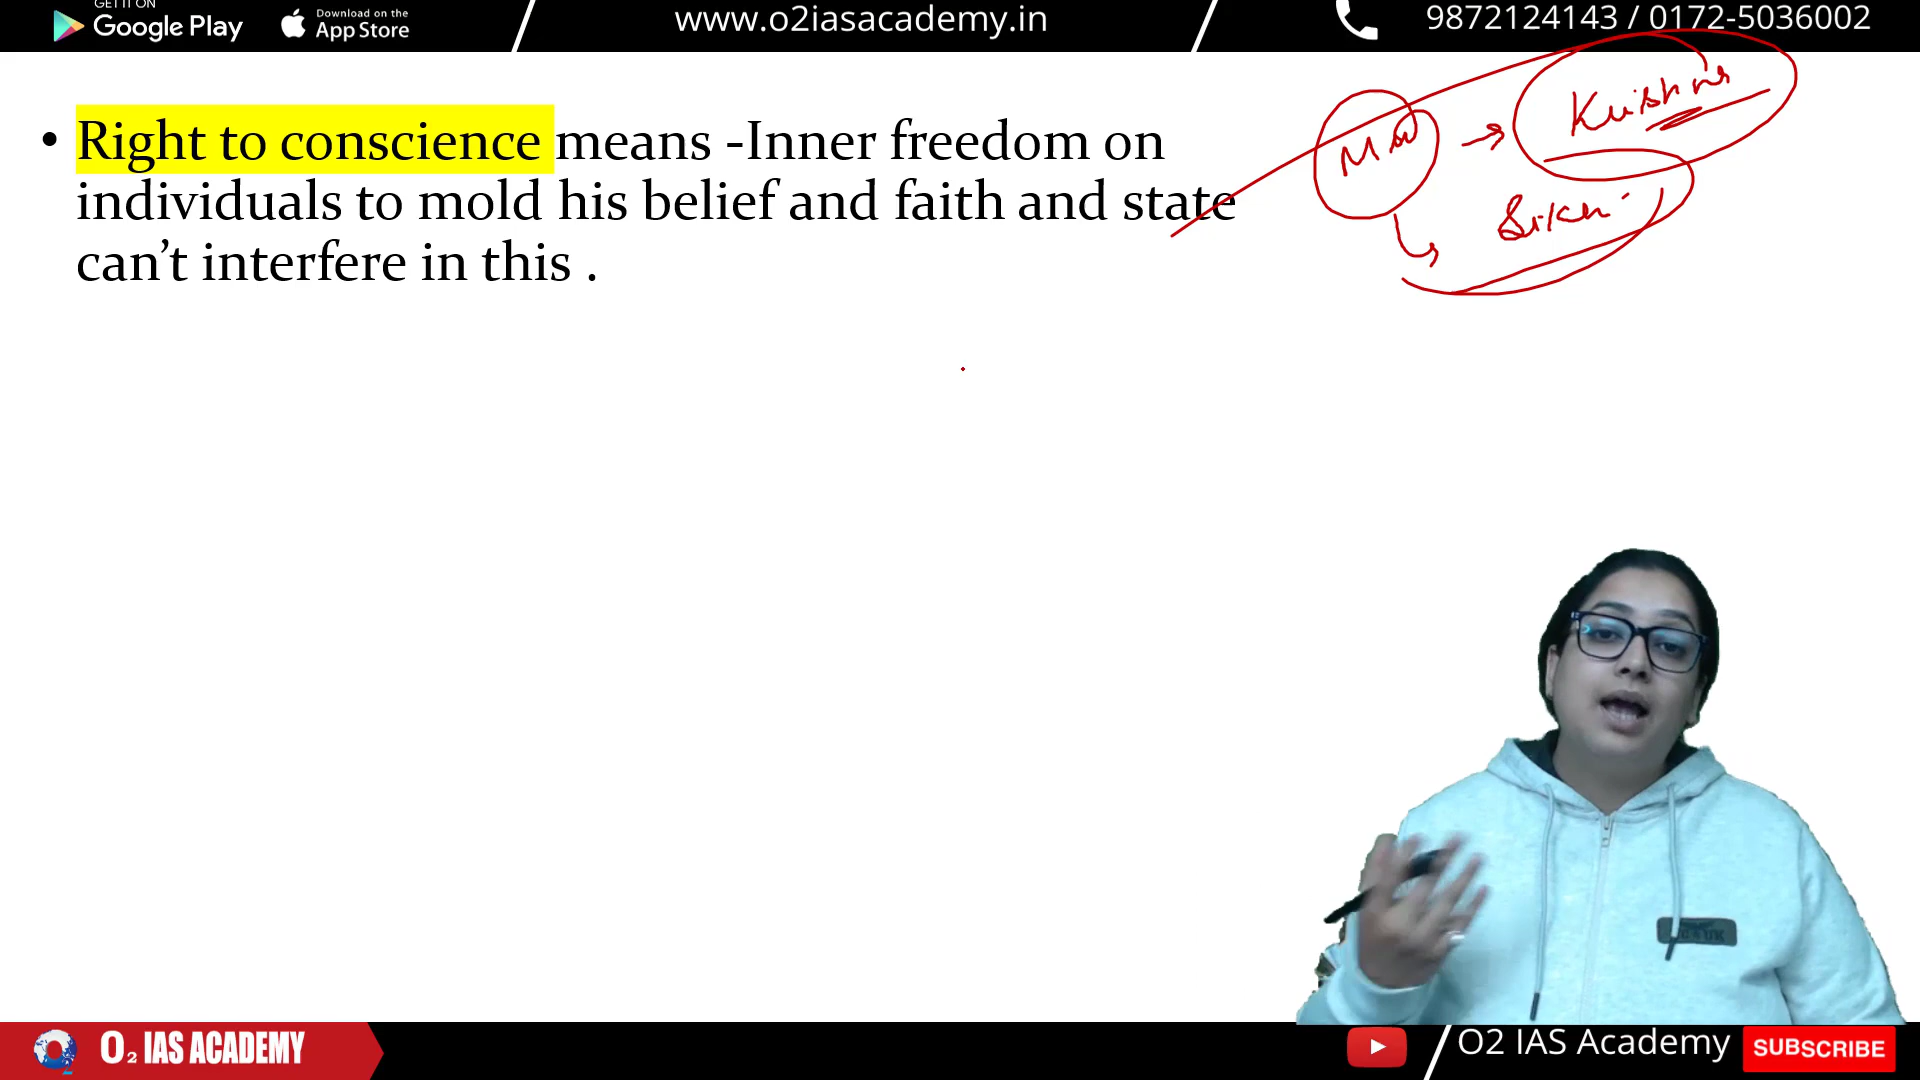 GET IT ON
Google Play
Download on the
App Store
www.o2iasacademy.in
9872124143 / 0172-5036002
• Right to conscience means -Inner freedom on
individuals to mold his belief and faith and state
can’t interfere in this .
Krishna
O2 IAS ACADEMY
O2 IAS Academy
SUBSCRIBE